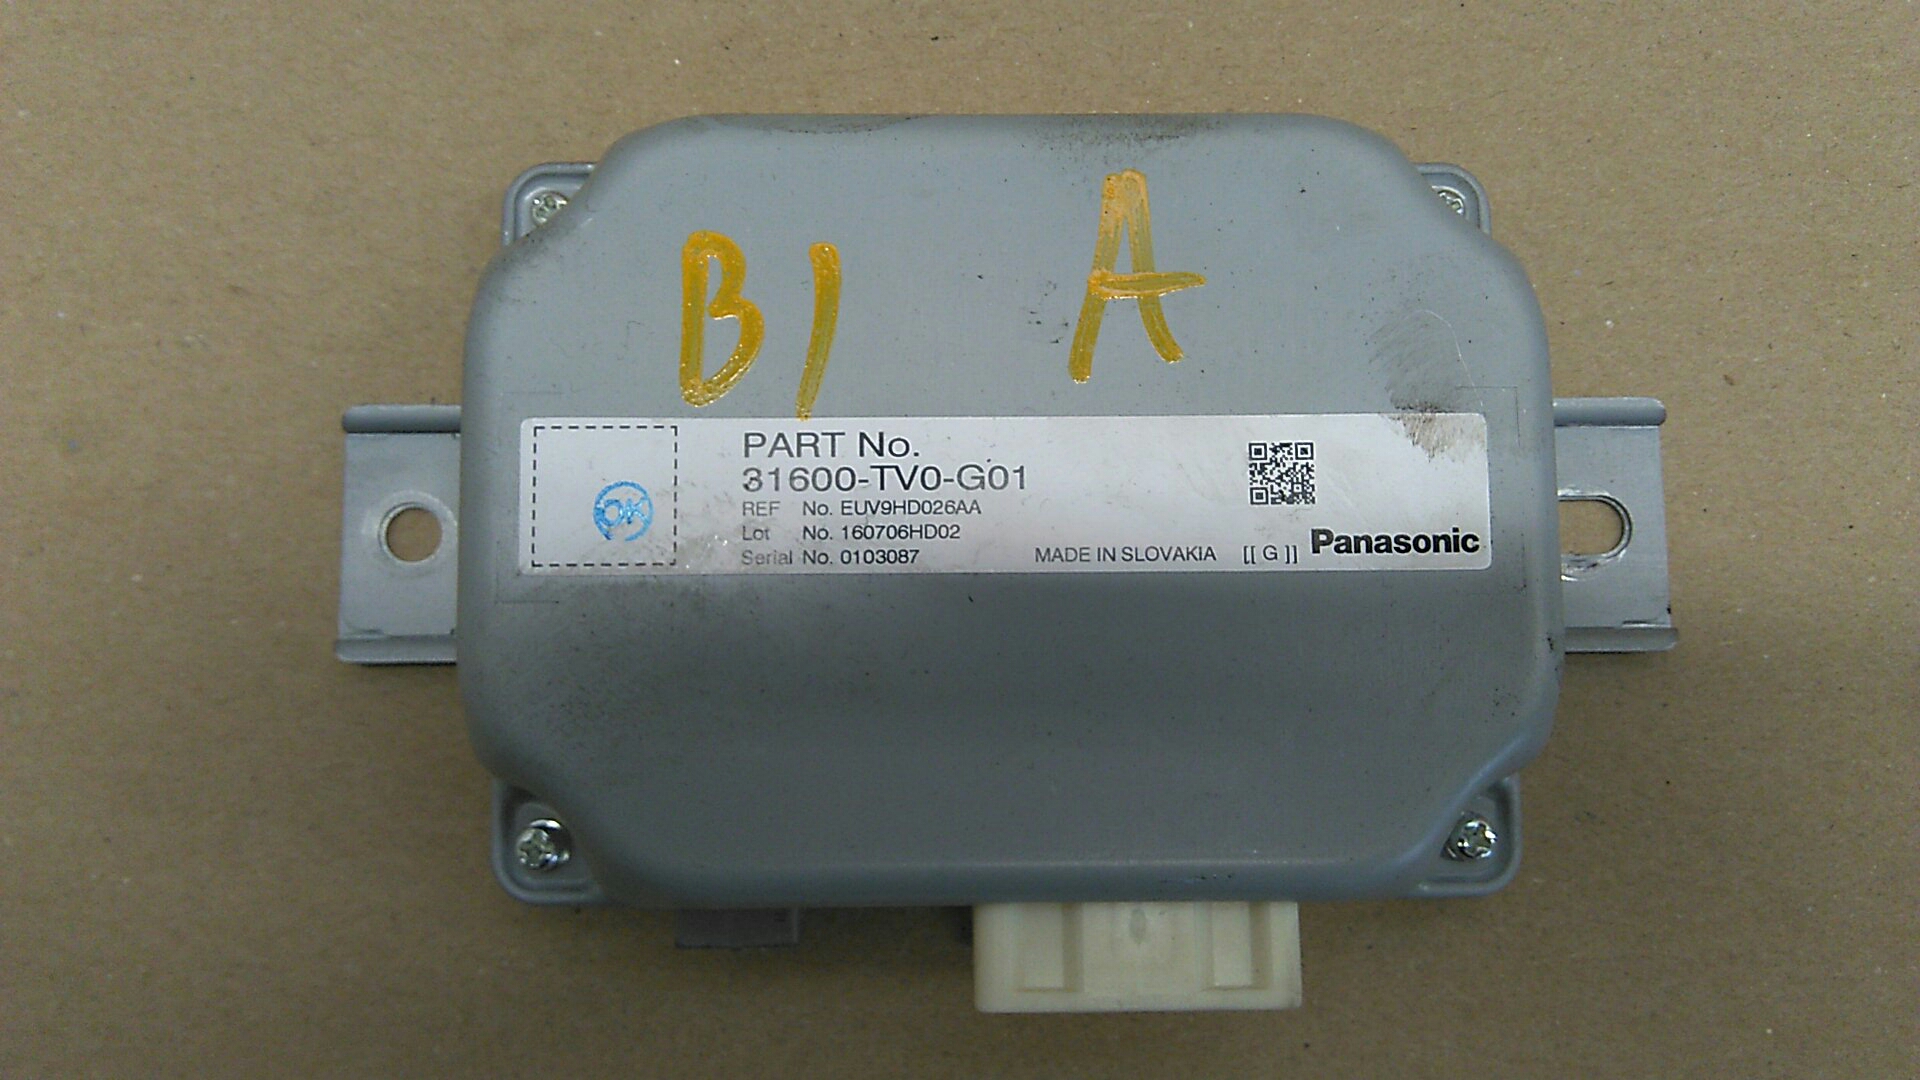 B1 A
PART No.
31600-TV0-G01
REF No. EUV9HD026AA
Lot No. 160706HD02
Serial No. 0103087
OK
MADE IN SLOVAKIA [[ G ]] Panasonic